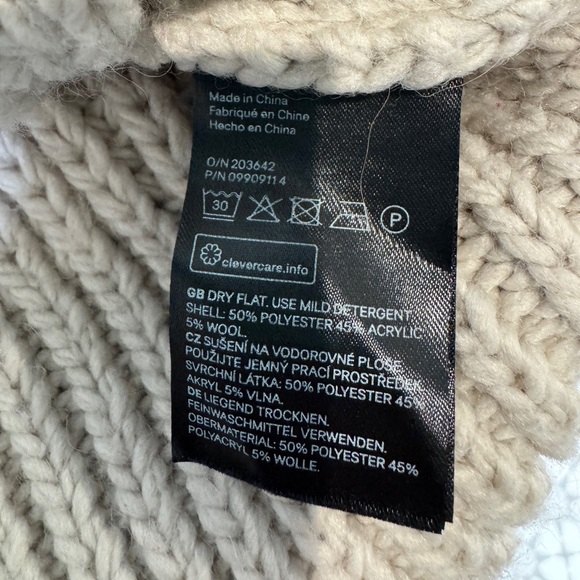 Made in China
Fabriqué en Chine
Hecho en China
O/N 203642
P/N 09909114
30
P
clevercare.info
GB DRY FLAT. USE MILD DETERGENT.
SHELL: 50% POLYESTER 45% ACRYLIC
5% WOOL.
CZ SUŠENÍ NA VODOROVNÉ PLOŠE.
POUŽIJTE JEMNÝ PRACÍ PROSTŘEDEK.
SVRCHNÍ LÁTKA: 50% POLYESTER 45%
AKRYL 5% VLNA.
DE LIEGEND TROCKNEN.
FEINWASCHMITTEL VERWENDEN.
OBERMATERIAL: 50% POLYESTER 45%
POLYACRYL 5% WOLLE.